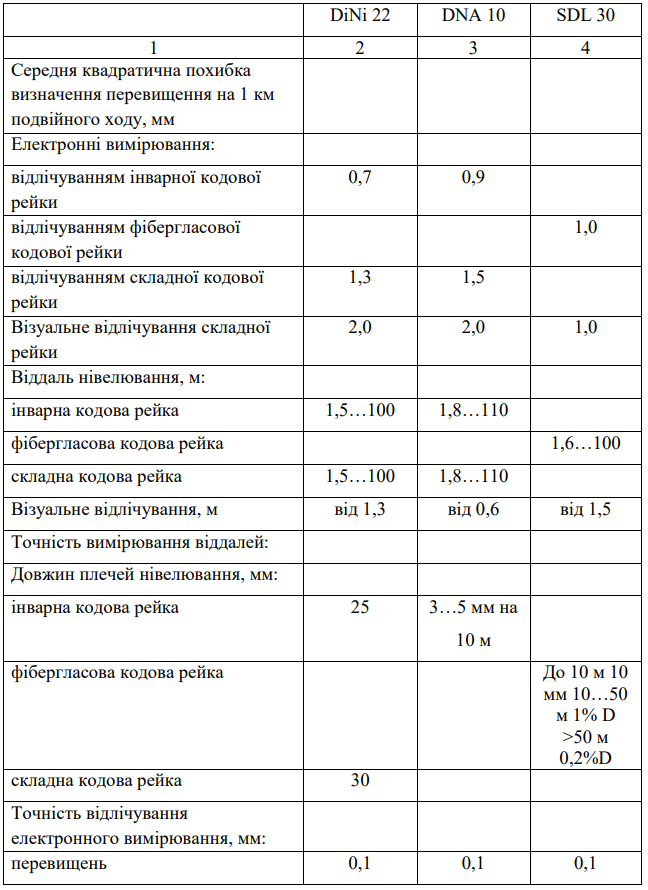 DiNi 22 DNA 10 SDL 30
1 2 3 4
Середня квадратична похибка
визначення перевищення на 1 км
подвійного ходу, мм
Електронні вимірювання:
відлічуванням інварної кодової 0,7 0,9
рейки
відлічуванням фібергласової 1,0
кодової рейки
відлічуванням складної кодової 1,3 1,5
рейки
Візуальне відлічування складної 2,0 2,0 1,0
рейки
Віддаль нівелювання, м:
інварна кодова рейка 1,5…100 1,8…110
фібергласова кодова рейка 1,6…100
складна кодова рейка 1,5…100 1,8…110
Візуальне відлічування, м від 1,3 від 0,6 від 1,5
Точність вимірювання віддалей:
Довжин плечей нівелювання, мм:
інварна кодова рейка 25 3…5 мм на
10 м
фібергласова кодова рейка До 10 м 10
мм 10…50
м 1% D
>50 м
0,2%D
складна кодова рейка 30
Точність відлічування
електронного вимірювання, мм:
перевищень 0,1 0,1 0,1